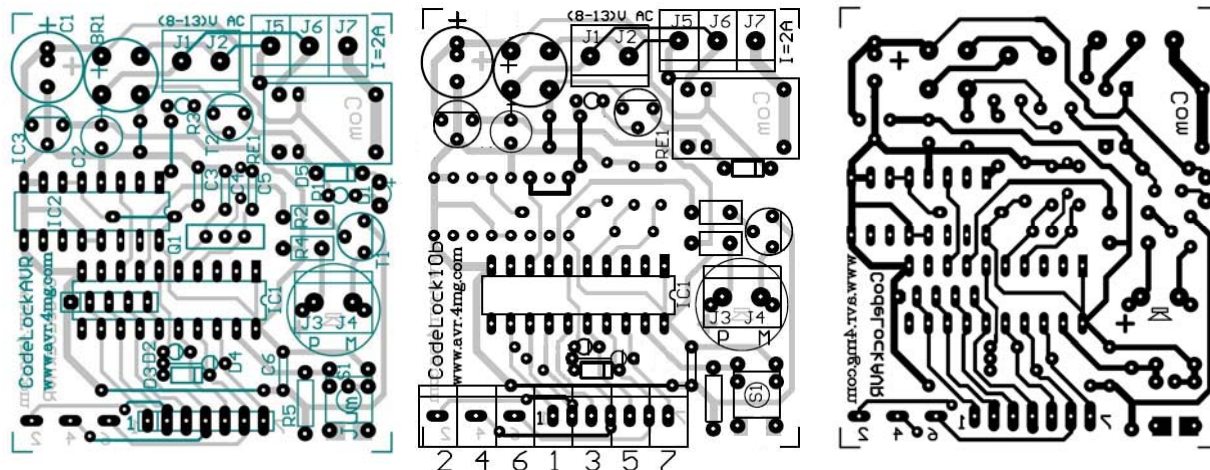 (8-13)V AC
C1
BR1
J1 J2
J5 J6 J7
I=2A
IC3
C2
R3
T2
RE1
Com
IC2
C3
C4
C5
D5
R1
D1
Q1
R2
R4
T1
IC1
J3 J4
P M
CodeLockAVR
www.avr.4mg.com
D3
D2
D4
C6
R5
S1
Jum
1
2 4 6 7
(8-13)V AC
J1 J2
J5 J6 J7
I=2A
Com
RE1
IC1
J3 J4
P M
CodeLock10b
www.avr.4mg.com
S1
1
2 4 6 1 3 5 7
Com
www.avr.4mg.com
CodeLockAVR
1
2 4 6 7